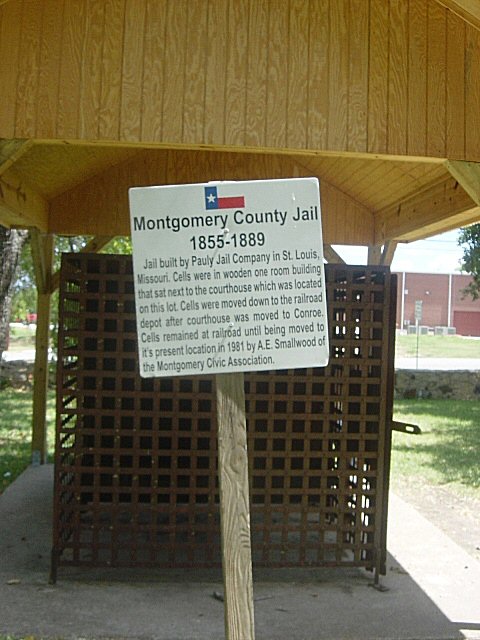 Montgomery County Jail
1855-1889
Jail built by Pauly Jail Company in St. Louis,
Missouri. Cells were in wooden one room building
that sat next to the courthouse which was located
on this lot. Cells were moved down to the railroad
depot after courthouse was moved to Conroe.
Cells remained at railroad until being moved to
it's present location in 1981 by A.E. Smallwood of
the Montgomery Civic Association.